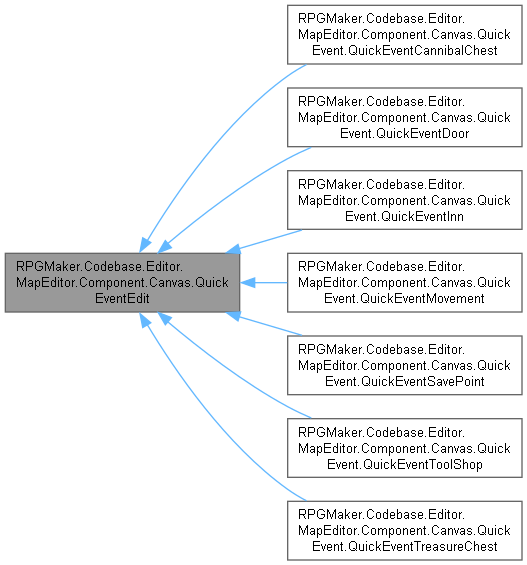 RPGMaker.Codebase.Editor.
MapEditor.Component.Canvas.Quick
EventEdit
RPGMaker.Codebase.Editor.
MapEditor.Component.Canvas.Quick
Event.QuickEventCannibalChest
RPGMaker.Codebase.Editor.
MapEditor.Component.Canvas.Quick
Event.QuickEventDoor
RPGMaker.Codebase.Editor.
MapEditor.Component.Canvas.Quick
Event.QuickEventInn
RPGMaker.Codebase.Editor.
MapEditor.Component.Canvas.Quick
Event.QuickEventMovement
RPGMaker.Codebase.Editor.
MapEditor.Component.Canvas.Quick
Event.QuickEventSavePoint
RPGMaker.Codebase.Editor.
MapEditor.Component.Canvas.Quick
Event.QuickEventToolShop
RPGMaker.Codebase.Editor.
MapEditor.Component.Canvas.Quick
Event.QuickEventTreasureChest